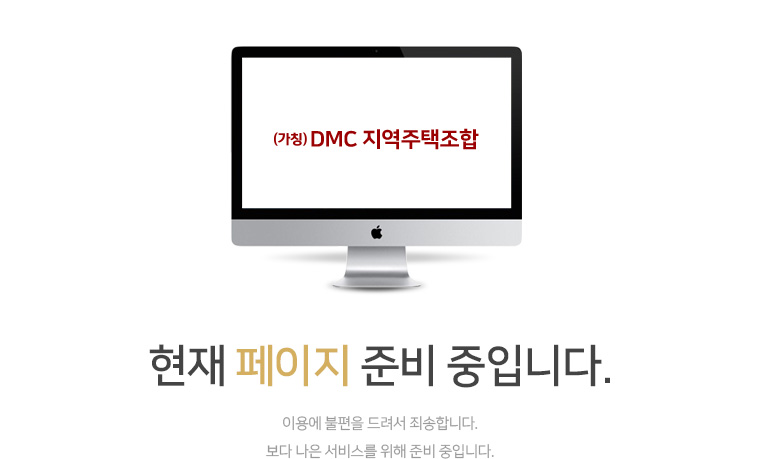 (가칭) DMC 지역주택조합
현재 페이지 준비 중입니다.
이용에 불편을 드려서 죄송합니다.
보다 나은 서비스를 위해 준비 중입니다.